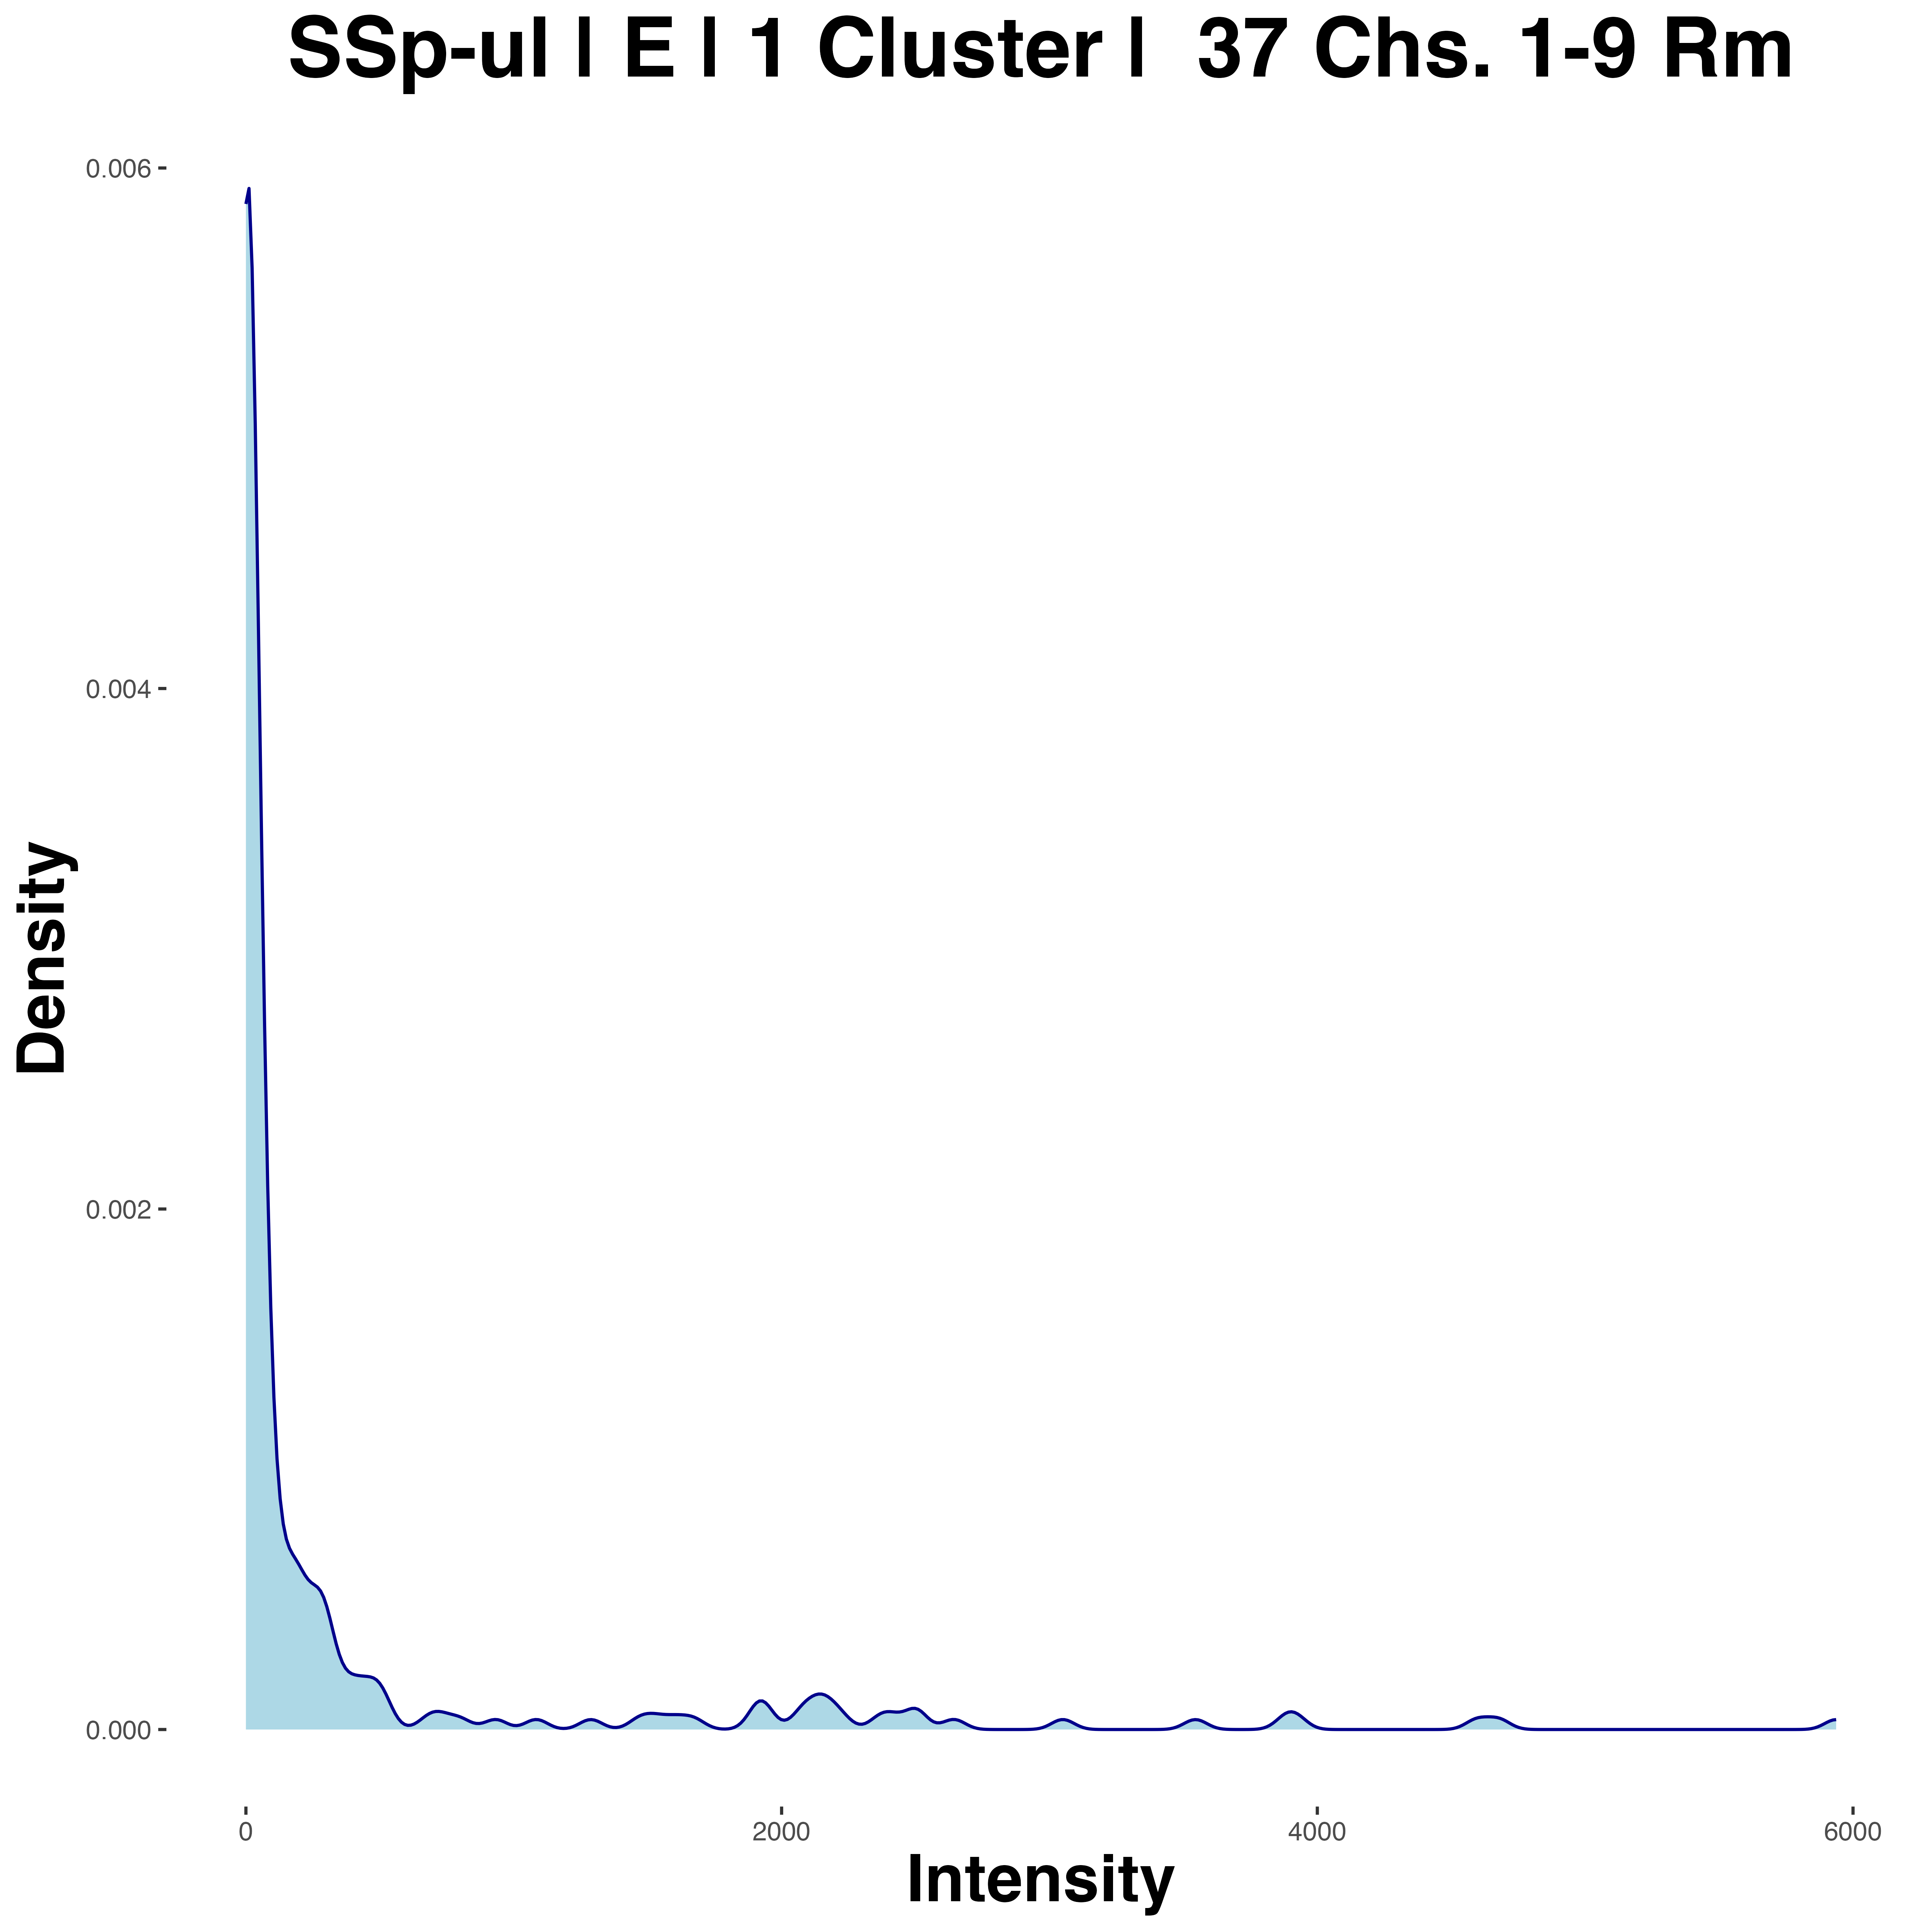 SSp-ul | E | 1 Cluster |  37 Chs. 1-9 Rm
0.006
0.004
0.002
0.000
Density
0
2000
4000
6000
Intensity